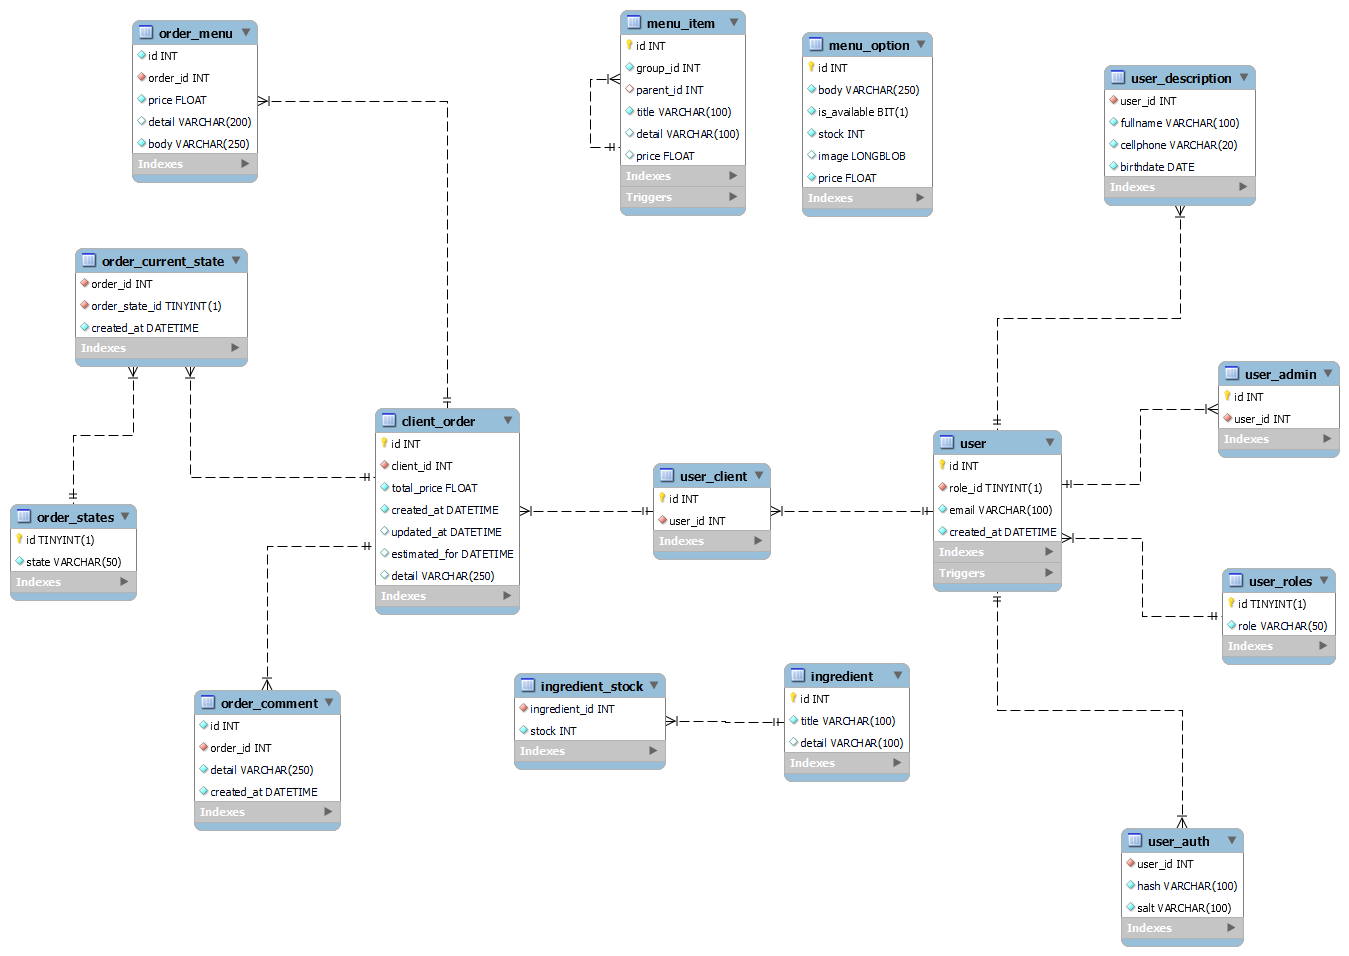 order_menu
id INT
order_id INT
price FLOAT
detail VARCHAR(200)
body VARCHAR(250)
Indexes
menu_item
id INT
group_id INT
parent_id INT
title VARCHAR(100)
detail VARCHAR(100)
price FLOAT
Indexes
Triggers
menu_option
id INT
body VARCHAR(250)
is_available BIT(1)
stock INT
image LONGBLOB
price FLOAT
Indexes
user_description
user_id INT
fullname VARCHAR(100)
cellphone VARCHAR(20)
birthdate DATE
Indexes
order_current_state
order_id INT
order_state_id TINYINT(1)
created_at DATETIME
Indexes
user_admin
id INT
user_id INT
Indexes
client_order
id INT
client_id INT
total_price FLOAT
created_at DATETIME
updated_at DATETIME
estimated_for DATETIME
detail VARCHAR(250)
Indexes
user_client
id INT
user_id INT
Indexes
user
id INT
role_id TINYINT(1)
email VARCHAR(100)
created_at DATETIME
Indexes
Triggers
order_states
id TINYINT(1)
state VARCHAR(50)
Indexes
user_roles
id TINYINT(1)
role VARCHAR(50)
Indexes
order_comment
id INT
order_id INT
detail VARCHAR(250)
created_at DATETIME
Indexes
ingredient_stock
ingredient_id INT
stock INT
Indexes
ingredient
id INT
title VARCHAR(100)
detail VARCHAR(100)
Indexes
user_auth
user_id INT
hash VARCHAR(100)
salt VARCHAR(100)
Indexes